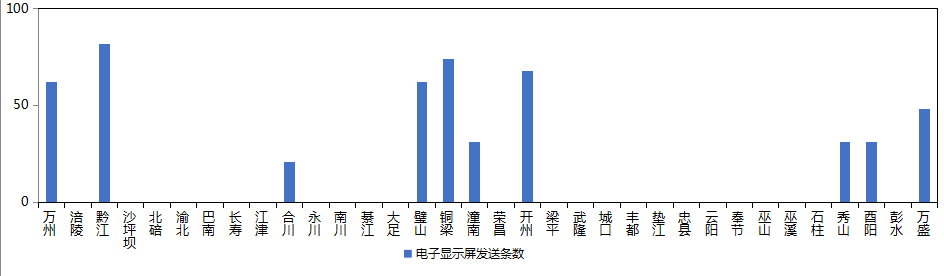 100
50
0
万州
涪陵
黔江
沙坪坝
北碚
渝北
巴南
长寿
江津
合川
永川
南川
綦江
大足
璧山
铜梁
潼南
荣昌
开州
梁平
武隆
城口
丰都
垫江
忠县
云阳
奉节
巫山
巫溪
石柱
秀山
酉阳
彭水
万盛
电子显示屏发送条数